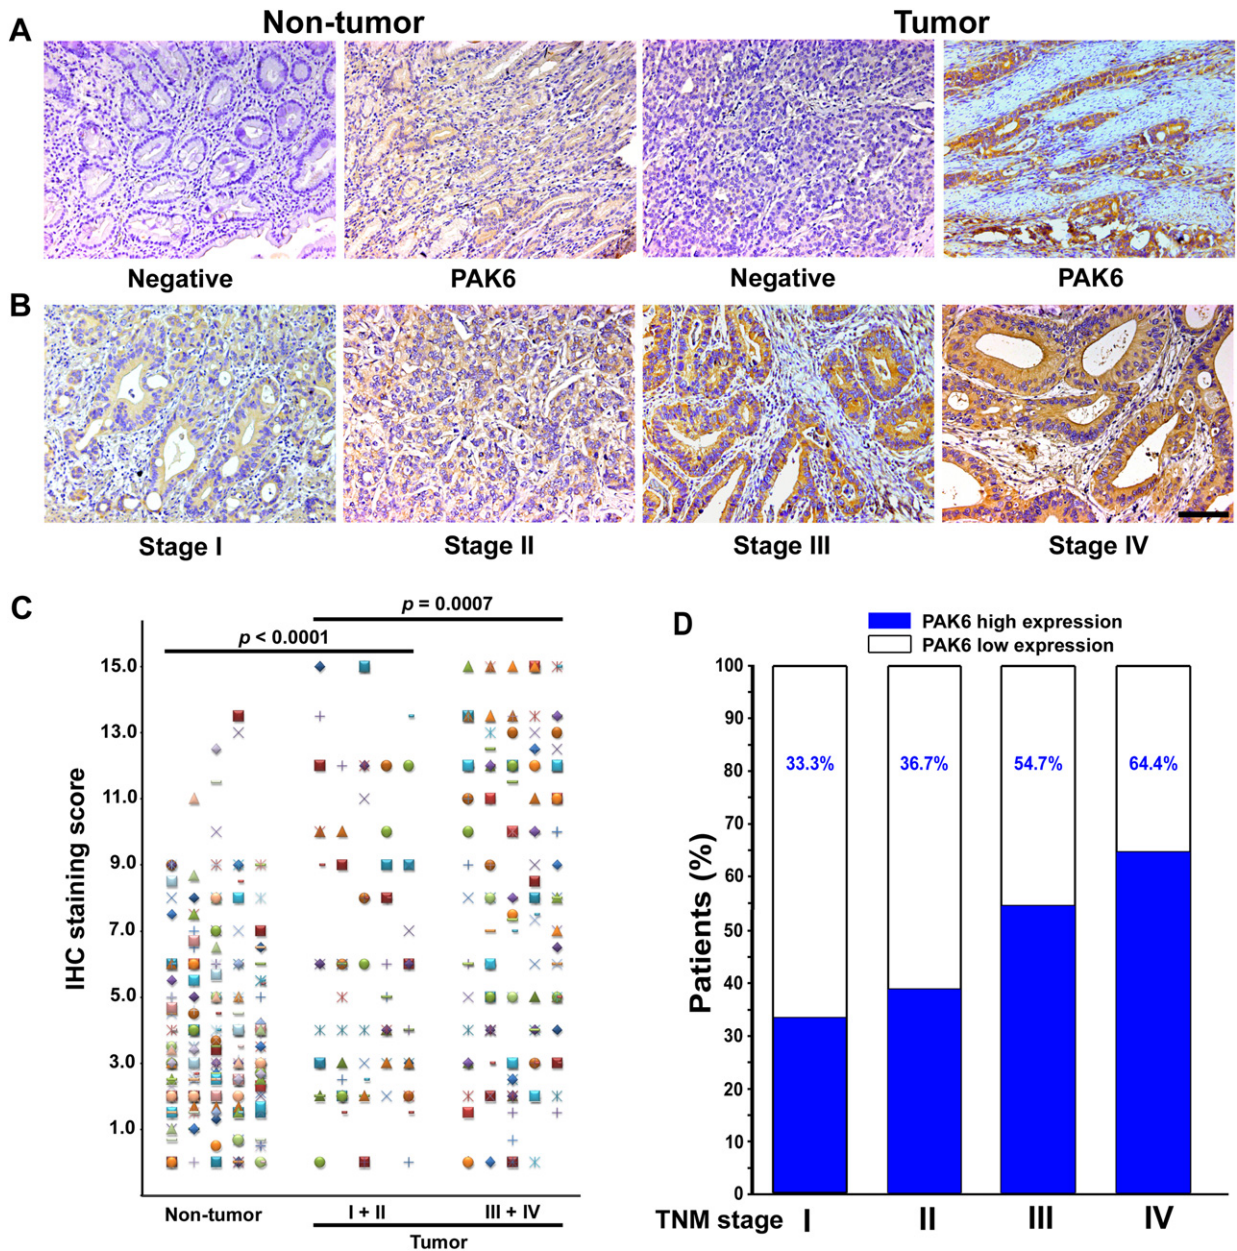 A
Non-tumor
Tumor
Negative
PAK6
Negative
PAK6
B
Stage I
Stage II
Stage III
Stage IV
C
p = 0.0007
p < 0.0001
IHC staining score
15.0
13.0
11.0
9.0
7.0
5.0
3.0
1.0
Non-tumor
I + II
III + IV
Tumor
D
PAK6 high expression
PAK6 low expression
Patients (%)
100
90
80
70
60
50
40
30
20
10
0
33.3%
36.7%
54.7%
64.4%
TNM stage I II III IV